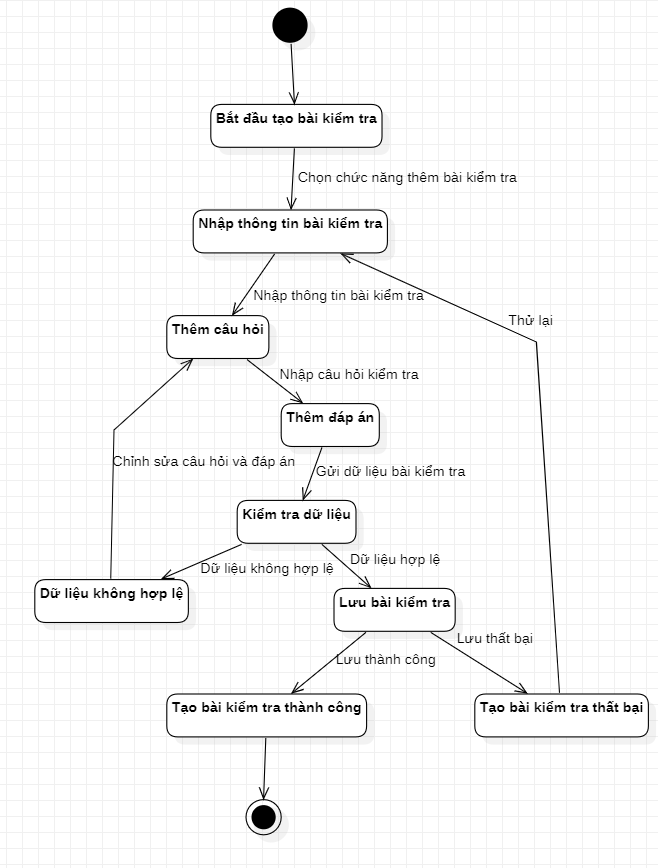 Bắt đầu tạo bài kiểm tra
Chọn chức năng thêm bài kiểm tra
Nhập thông tin bài kiểm tra
Nhập thông tin bài kiểm tra
Thử lại
Thêm câu hỏi
Nhập câu hỏi kiểm tra
Thêm đáp án
Chỉnh sửa câu hỏi và đáp án
Gửi dữ liệu bài kiểm tra
Kiểm tra dữ liệu
Dữ liệu hợp lệ
Dữ liệu không hợp lệ
Dữ liệu không hợp lệ
Lưu bài kiểm tra
Lưu thất bại
Lưu thành công
Tạo bài kiểm tra thành công
Tạo bài kiểm tra thất bại